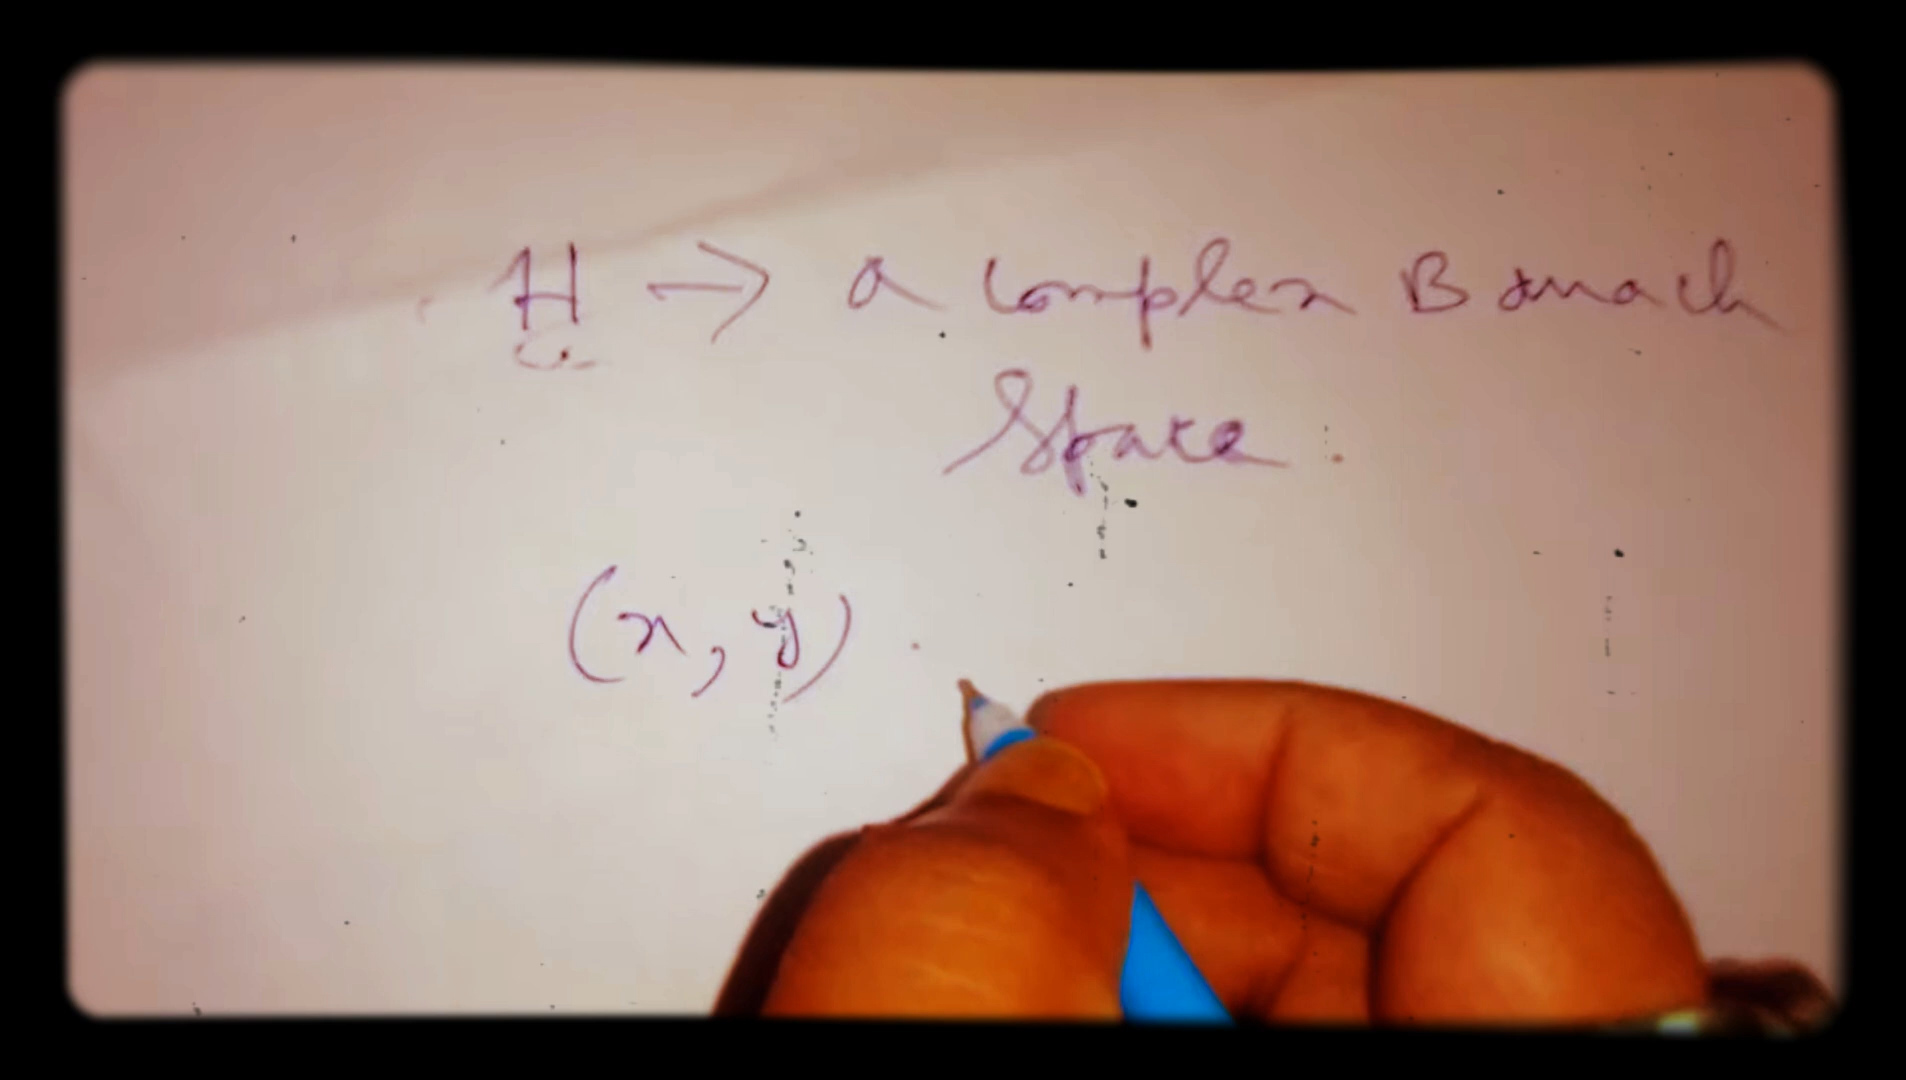 H → a complex Banach
Space.
(x, y)